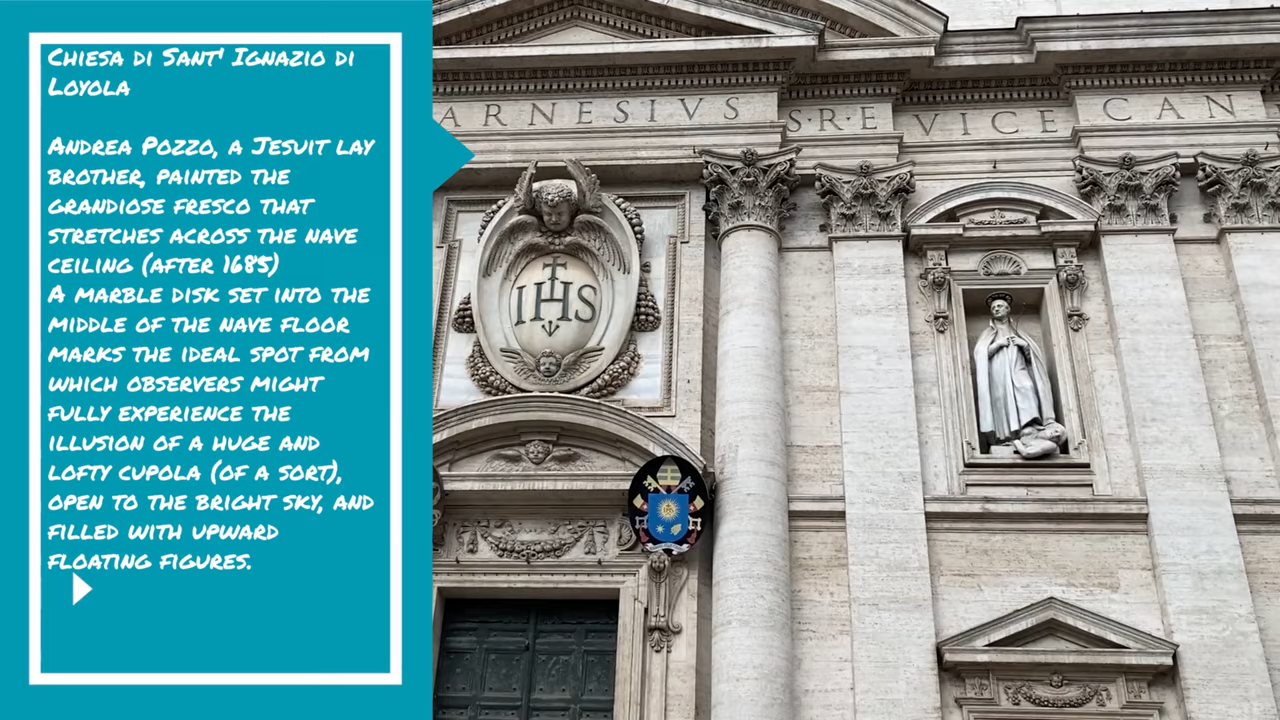 Chiesa di Sant' Ignazio di
Loyola
Andrea Pozzo, a Jesuit lay
brother, painted the
grandiose fresco that
stretches across the nave
ceiling (after 1685)
A marble disk set into the
middle of the nave floor
marks the ideal spot from
which observers might
fully experience the
illusion of a huge and
lofty cupola (of a sort),
open to the bright sky, and
filled with upward
floating figures.
ARNESIVS S·R·E VICE CAN
IHS